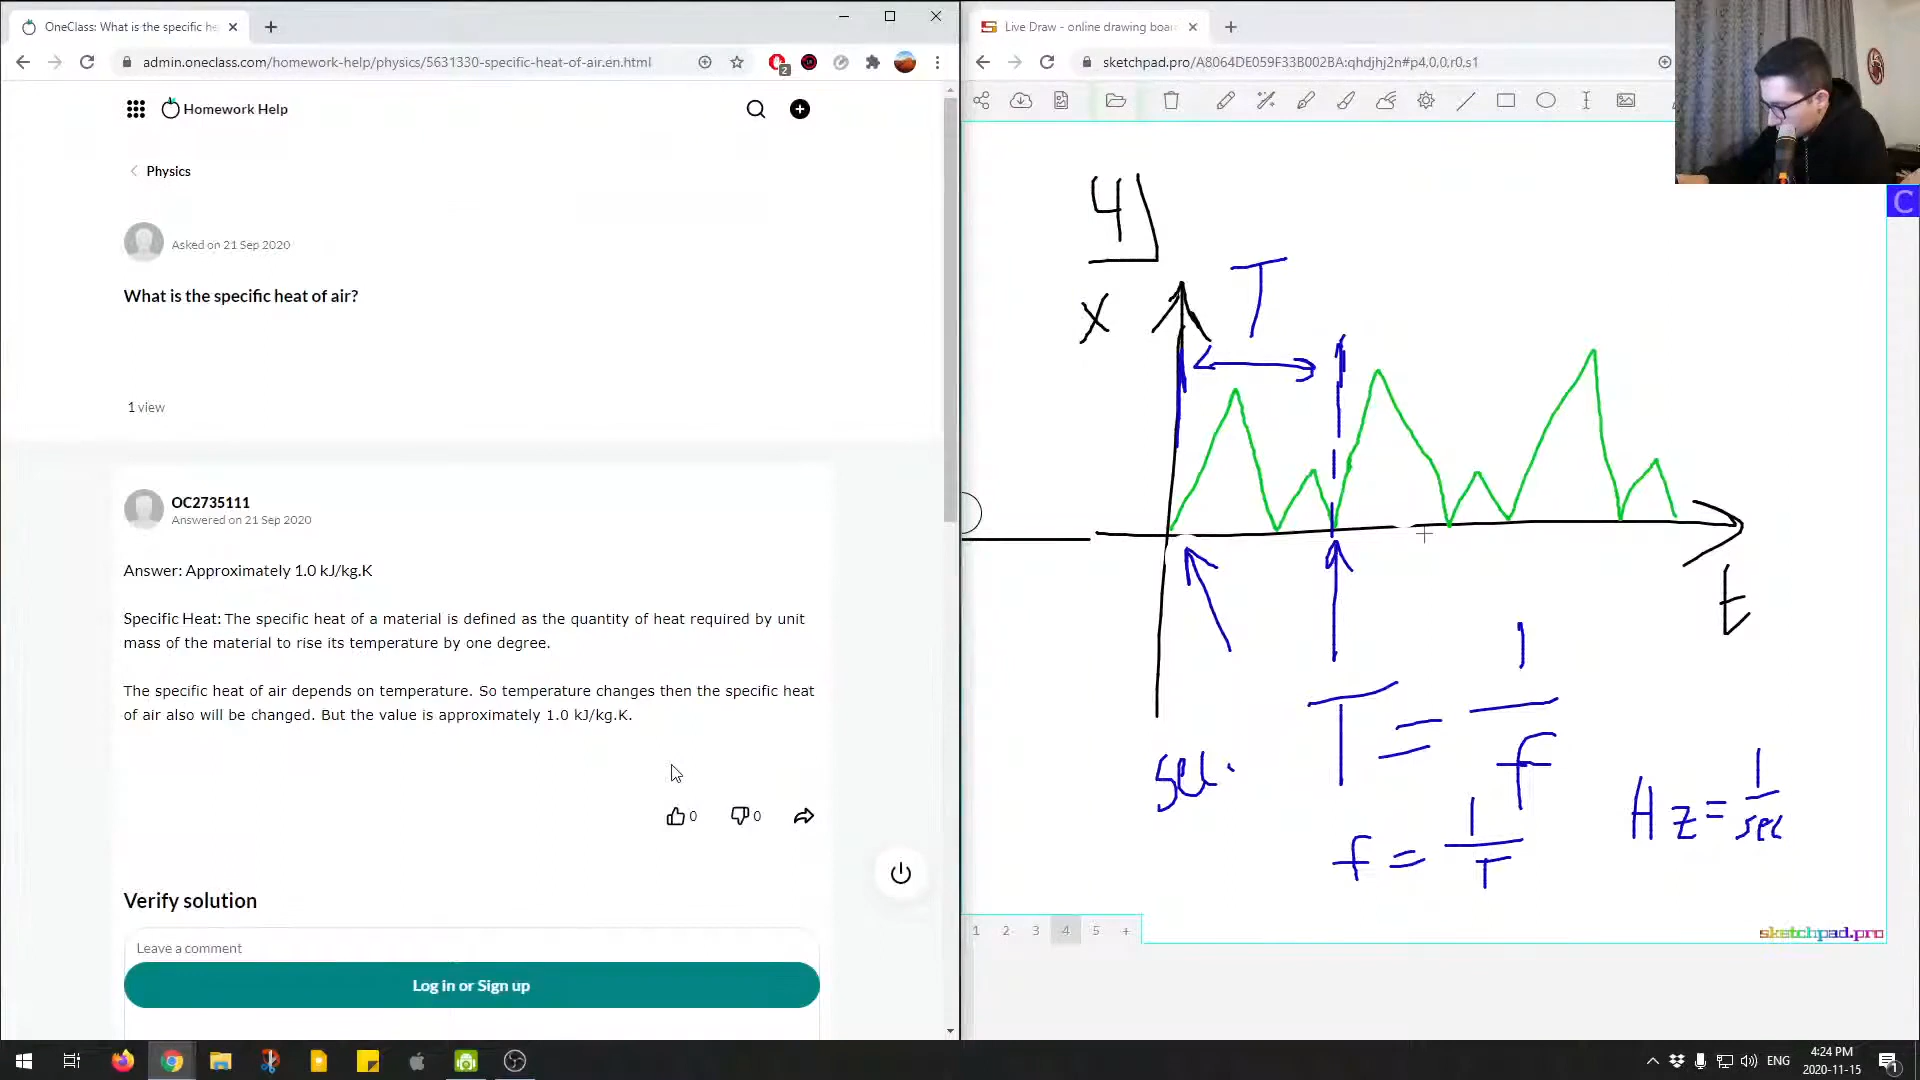 OneClass: What is the specific he
admin.oneclass.com/homework-help/physics/5631330-specific-heat-of-air.en.html
2
Homework Help
Physics
Asked on 21 Sep 2020
What is the specific heat of air?
1 view
OC2735111
Answered on 21 Sep 2020
Answer: Approximately 1.0 kJ/kg.K
Specific Heat: The specific heat of a material is defined as the quantity of heat required by unit
mass of the material to rise its temperature by one degree.
The specific heat of air depends on temperature. So temperature changes then the specific heat
of air also will be changed. But the value is approximately 1.0 kJ/kg.K.
0
0
Verify solution
Leave a comment
Log in or Sign up
Live Draw - online drawing boar
sketchpad.pro/A8064DE059F33B002BA:qhdjhj2n#p4,0,0,r0,s1
C
4
x
T
t
T = 1/f
sec.
f = 1/T
Hz = 1/sec
1 2 3 4 5 +
sketchpad.pro
ENG
4:24 PM
2020-11-15
1